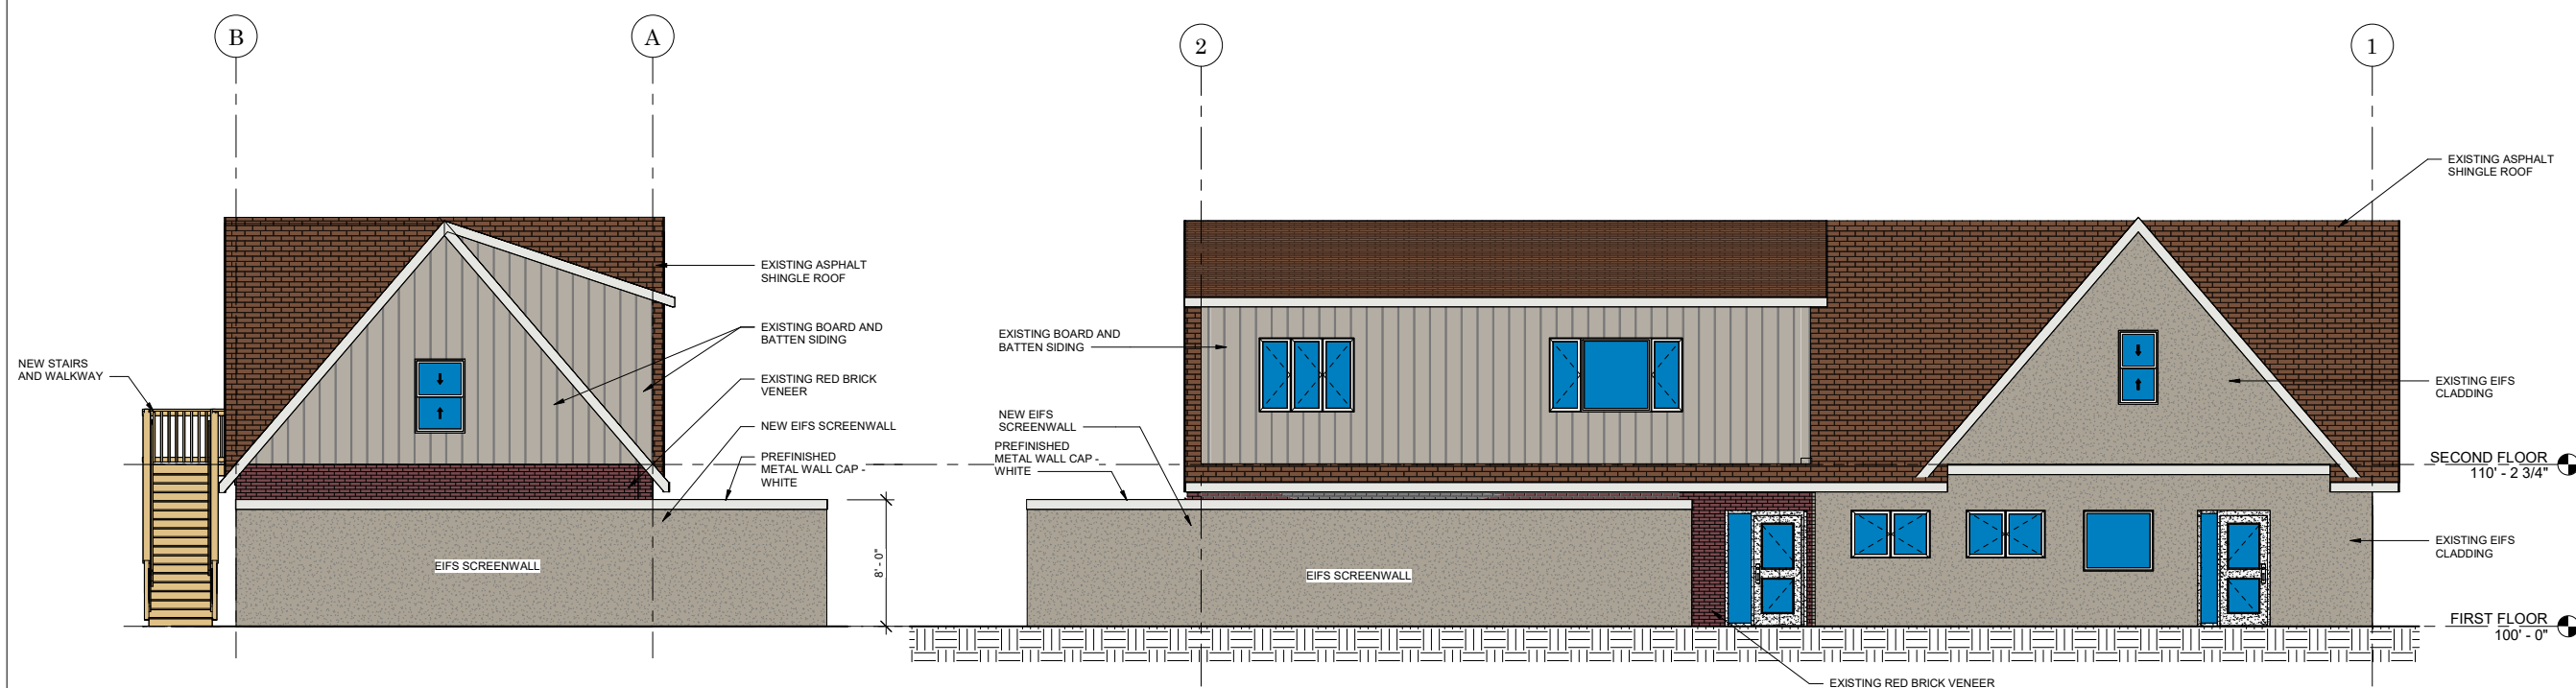 B
A
2
1
EXISTING ASPHALT
SHINGLE ROOF
EXISTING BOARD AND
BATTEN SIDING
EXISTING RED BRICK
VENEER
NEW EIFS SCREENWALL
PREFINISHED
METAL WALL CAP -
WHITE
NEW STAIRS
AND WALKWAY
EIFS SCREENWALL
8' - 0"
EXISTING BOARD AND
BATTEN SIDING
NEW EIFS
SCREENWALL
PREFINISHED
METAL WALL CAP -
WHITE
EIFS SCREENWALL
EXISTING ASPHALT
SHINGLE ROOF
EXISTING EIFS
CLADDING
SECOND FLOOR
110' - 2 3/4"
EXISTING EIFS
CLADDING
FIRST FLOOR
100' - 0"
EXISTING RED BRICK VENEER